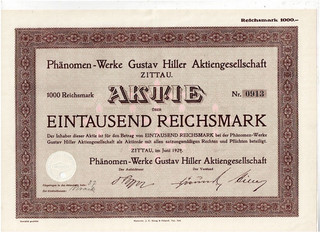 Reichsmark 1000.–
Phänomen-Werke Gustav Hiller Aktiengesellschaft
ZITTAU.
1000 Reichsmark
Nr. 0913
AKTIE
über
EINTAUSEND REICHSMARK
Der Inhaber dieser Aktie ist für den Betrag von EINTAUSEND REICHSMARK bei der Phänomen-Werke
Gustav Hiller Aktiengesellschaft als Aktionär mit allen satzungsmäßigen Rechten und Pflichten beteiligt.
ZITTAU, im Juni 1927.
Phänomen-Werke Gustav Hiller Aktiengesellschaft
Der Aufsichtsrat
Der Vorstand